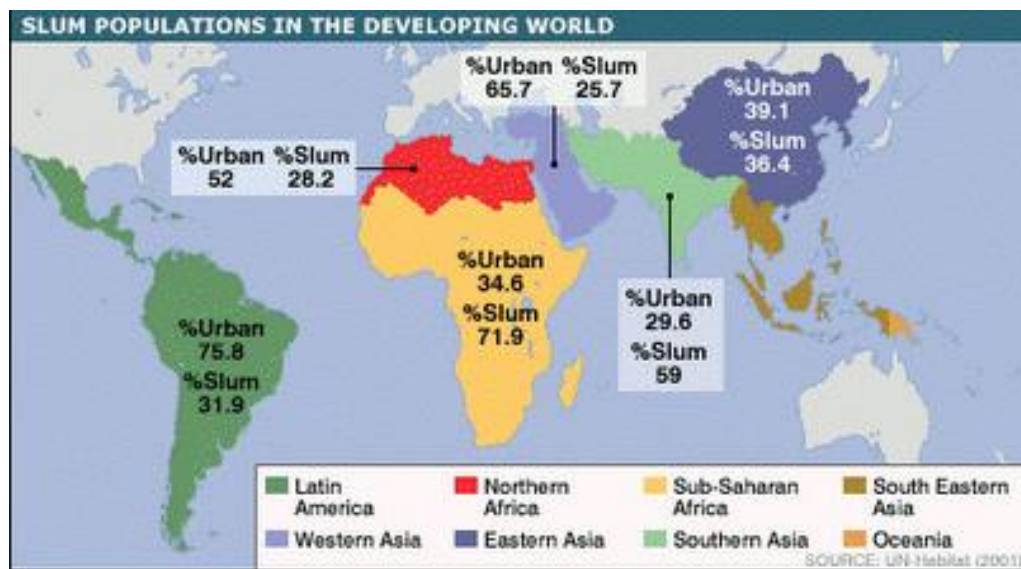 SLUM POPULATIONS IN THE DEVELOPING WORLD
%Urban %Slum
65.7 25.7
%Urban
39.1
%Slum
36.4
%Urban %Slum
52 28.2
%Urban
34.6
%Slum
71.9
%Urban
29.6
%Slum
59
%Urban
75.8
%Slum
31.9
Latin
America
Northern
Africa
Sub-Saharan
Africa
South Eastern
Asia
Western Asia
Eastern Asia
Southern Asia
Oceania
SOURCE: UN-Habitat (2001)